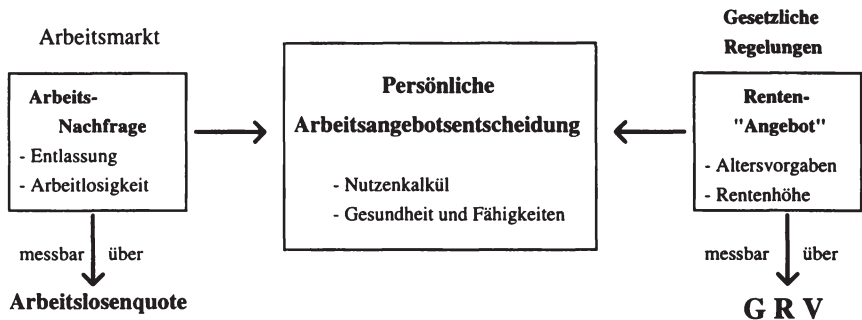 Arbeitsmarkt
Arbeits-
Nachfrage
- Entlassung
- Arbeitlosigkeit
messbar über
Arbeitslosenquote
Persönliche
Arbeitsangebotsentscheidung
- Nutzenkalkül
- Gesundheit und Fähigkeiten
Gesetzliche
Regelungen
Renten-
"Angebot"
- Altersvorgaben
- Rentenhöhe
messbar über
G R V